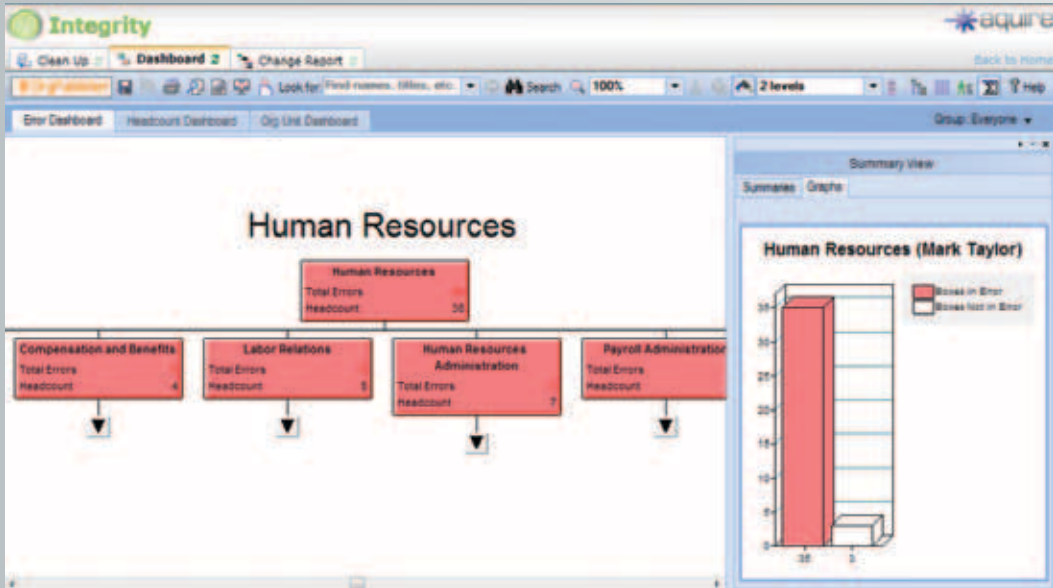 Integrity
aquire
Clean Up
Dashboard
Change Report
Back to Home
Look for Find names, titles, etc.
Search
100%
2 levels
Help
Error Dashboard
Headcount Dashboard
Org Unit Dashboard
Group: Everyone
Summary View
Summaries
Graphs
Human Resources
Human Resources
Total Errors
Headcount
Compensation and Benefits
Total Errors
Headcount 4
Labor Relations
Total Errors
Headcount 5
Human Resources
Administration
Total Errors
Headcount 7
Payroll Administration
Total Errors
Headcount
Human Resources (Mark Taylor)
Boxes in Error
Boxes Not in Error
35
30
25
20
15
10
5
0
35
3